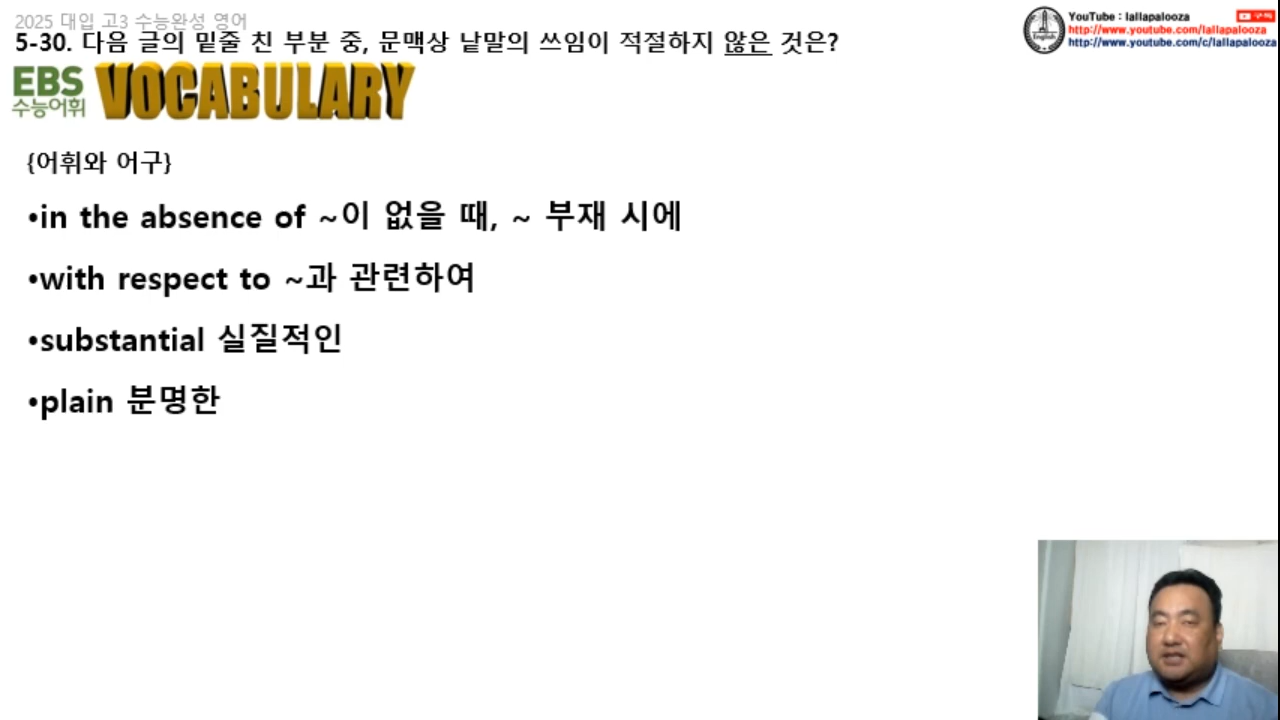 2025 대입 고3 수능완성 영어
5-30. 다음 글의 밑줄 친 부분 중, 문맥상 낱말의 쓰임이 적절하지 않은 것은?
YouTube : lallapalooza
구독
http://www.youtube.com/lallapalooza
http://www.youtube.com/c/lallapalooza
English
EBS
수능어휘
VOCABULARY
{어휘와 어구}
•in the absence of ~이 없을 때, ~ 부재 시에
•with respect to ~과 관련하여
•substantial 실질적인
•plain 분명한